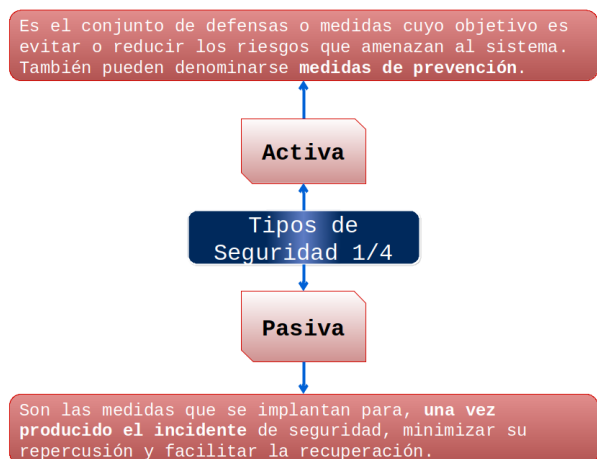 Es el conjunto de defensas o medidas cuyo objetivo es
evitar o reducir los riesgos que amenazan al sistema.
También pueden denominarse medidas de prevención.
Activa
Tipos de
Seguridad 1/4
Pasiva
Son las medidas que se implantan para, una vez
producido el incidente de seguridad, minimizar su
repercusión y facilitar la recuperación.